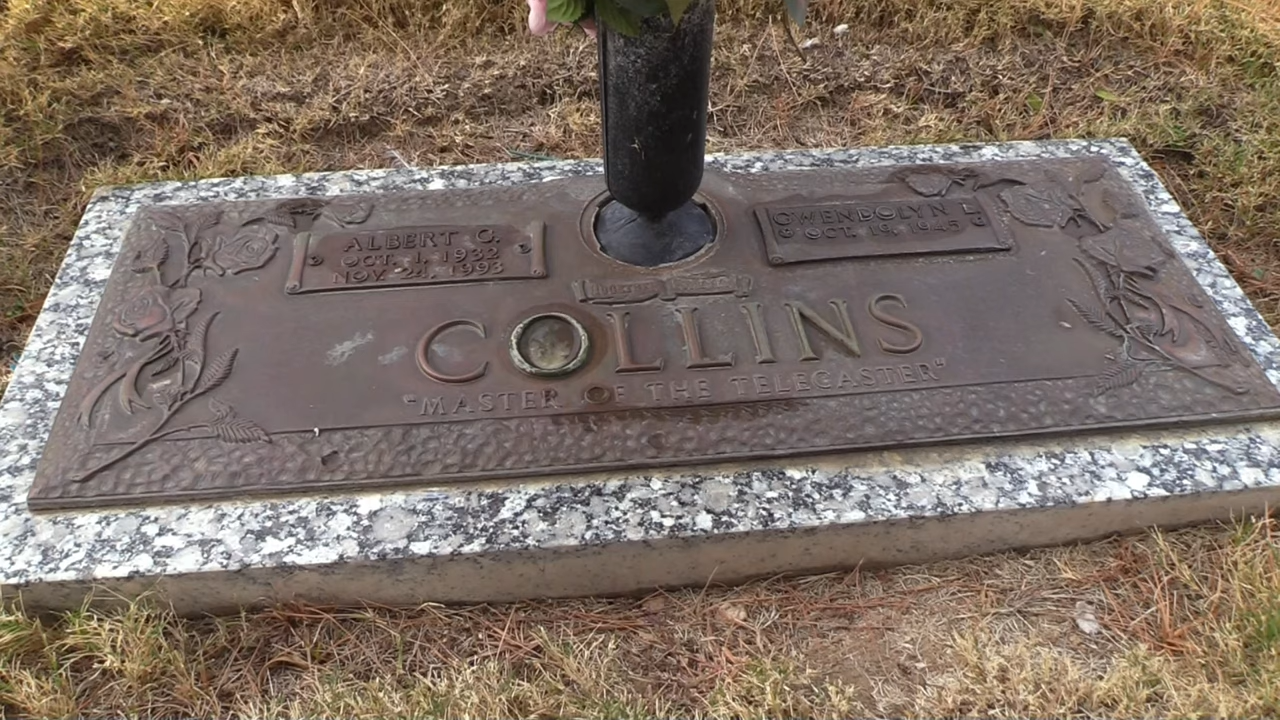 ALBERT G.
OCT. 1, 1932
NOV. 24, 1993
GWENDOLYN L.
OCT. 19, 1945
COLLINS
"MASTER OF THE TELECASTER"